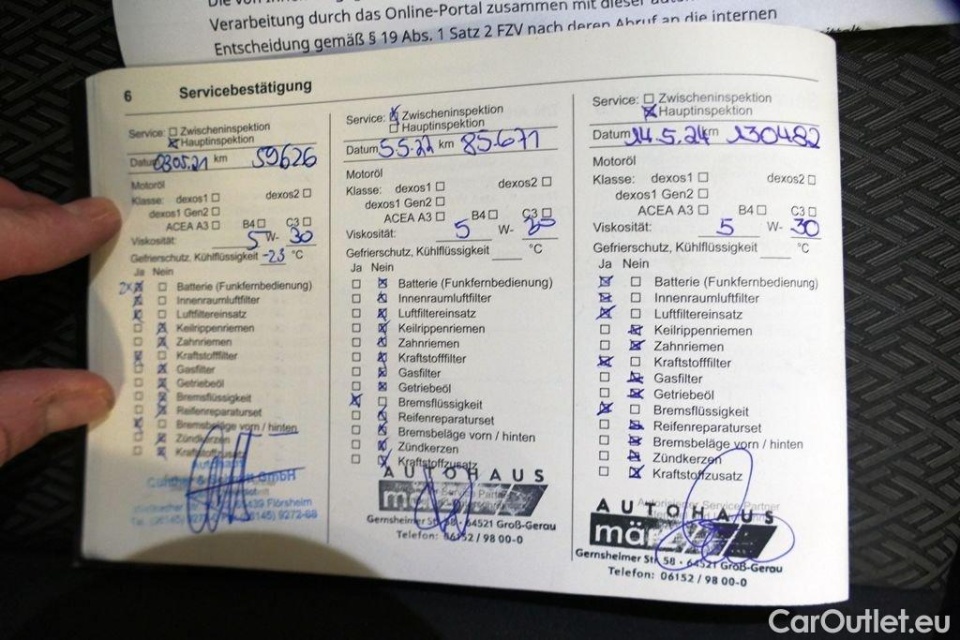 Verarbeitung durch das Online-Portal zusammen mit dieser
Entscheidung gemäß § 19 Abs. 1 Satz 2 FZV nach deren Abruf an die internen
6 Servicebestätigung
Service: Zwischeninspektion
Hauptinspektion
Datum 03.05.21 km 59626
Motoröl
Klasse: dexos1 dexos2
dexos1 Gen2
ACEA A3 B4 C3
Viskosität: 5 W- 30
Gefrierschutz, Kühlflüssigkeit -23 °C
Ja Nein
2x Batterie (Funkfernbedienung)
Innenraumluftfilter
Luftfiltereinsatz
Keilrippenriemen
Zahnriemen
Kraftstofffilter
Gasfilter
Getriebeöl
Bremsflüssigkeit
Reifenreparaturset
Bremsbeläge vorn / hinten
Zündkerzen
Kraftstoffzusatz
GmbH
Flörsheim
Service: Zwischeninspektion
Hauptinspektion
Datum 5.5.22 km 85.671
Motoröl
Klasse: dexos1 dexos2
dexos1 Gen2
ACEA A3 B4 C3
Viskosität: 5 W- 30
Gefrierschutz, Kühlflüssigkeit °C
Ja Nein
Batterie (Funkfernbedienung)
Innenraumluftfilter
Luftfiltereinsatz
Keilrippenriemen
Zahnriemen
Kraftstofffilter
Gasfilter
Getriebeöl
Bremsflüssigkeit
Reifenreparaturset
Bremsbeläge vorn / hinten
Zündkerzen
Kraftstoffzusatz
AUTOHAUS
Gernsheimer Str. 58 · 64521 Groß-Gerau
Telefon: 06152 / 98 00-0
Service: Zwischeninspektion
Hauptinspektion
Datum 14.5.24 km 130482
Motoröl
Klasse: dexos1 dexos2
dexos1 Gen2
ACEA A3 B4 C3
Viskosität: 5 W- 30
Gefrierschutz, Kühlflüssigkeit °C
Ja Nein
Batterie (Funkfernbedienung)
Innenraumluftfilter
Luftfiltereinsatz
Keilrippenriemen
Zahnriemen
Kraftstofffilter
Gasfilter
Getriebeöl
Bremsflüssigkeit
Reifenreparaturset
Bremsbeläge vorn / hinten
Zündkerzen
Kraftstoffzusatz
AUTOHAUS
Gernsheimer Str. 58 · 64521 Groß-Gerau
Telefon: 06152 / 98 00-0
CarOutlet.eu